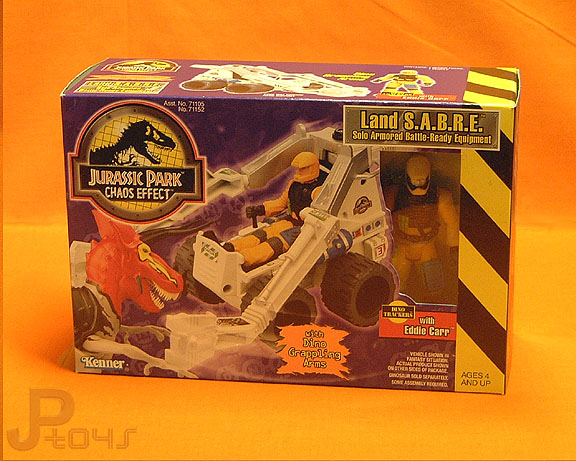 Asst. No. 71105
No. 71152
JURASSIC PARK
CHAOS EFFECT
Land S.A.B.R.E.™
Solo Armored Battle-Ready Equipment
DINO
TRACKERS
with
Eddie Carr
with
Dino
Grappling
Arms
VEHICLE SHOWN IN
FANTASY SITUATION.
ACTUAL PRODUCT SHOWN
ON OTHER SIDES OF PACKAGE.
DINOSAUR SOLD SEPARATELY.
SOME ASSEMBLY REQUIRED.
AGES 4
AND UP
Kenner
JP
toys